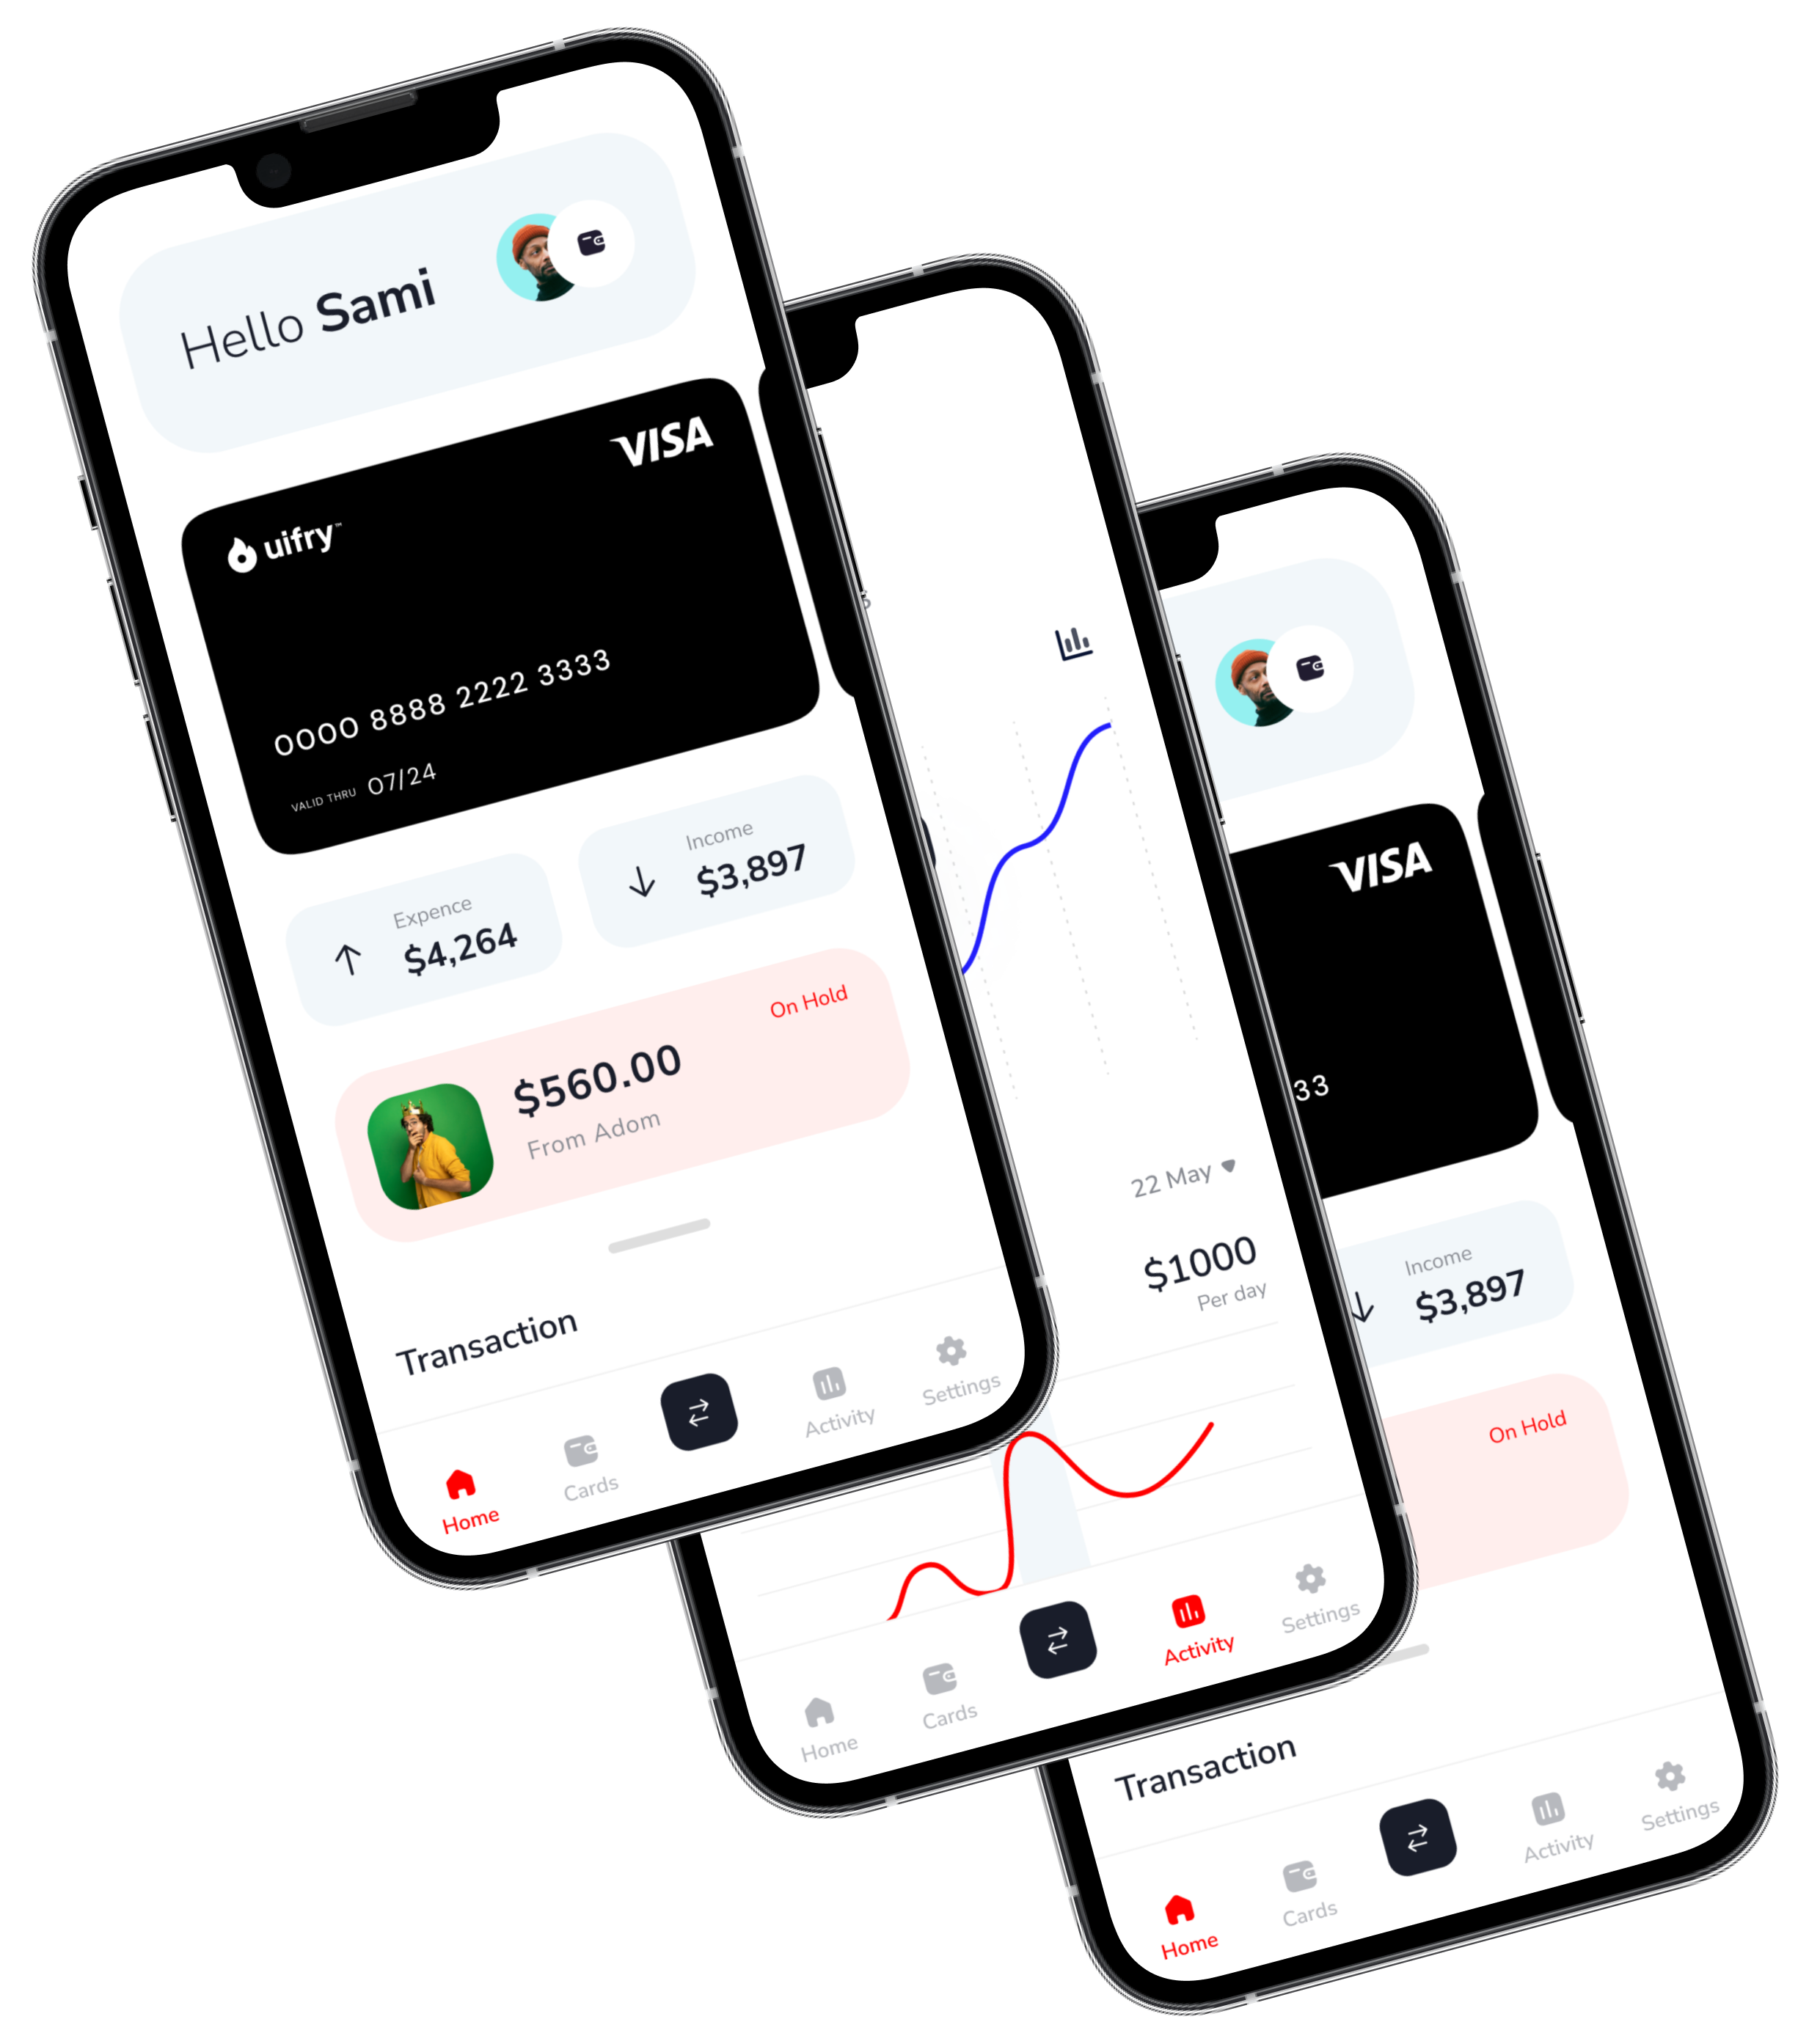 Hello Sami
VISA
uifry™
0000 8888 2222 3333
VALID THRU 07/24
Expence
$4,264
Income
$3,897
On Hold
$560.00
From Adom
Transaction
Home
Cards
Activity
Settings
22 May
$1000
Per day
Home
Cards
Activity
Settings
VISA
33
Income
$3,897
On Hold
Transaction
Home
Cards
Activity
Settings